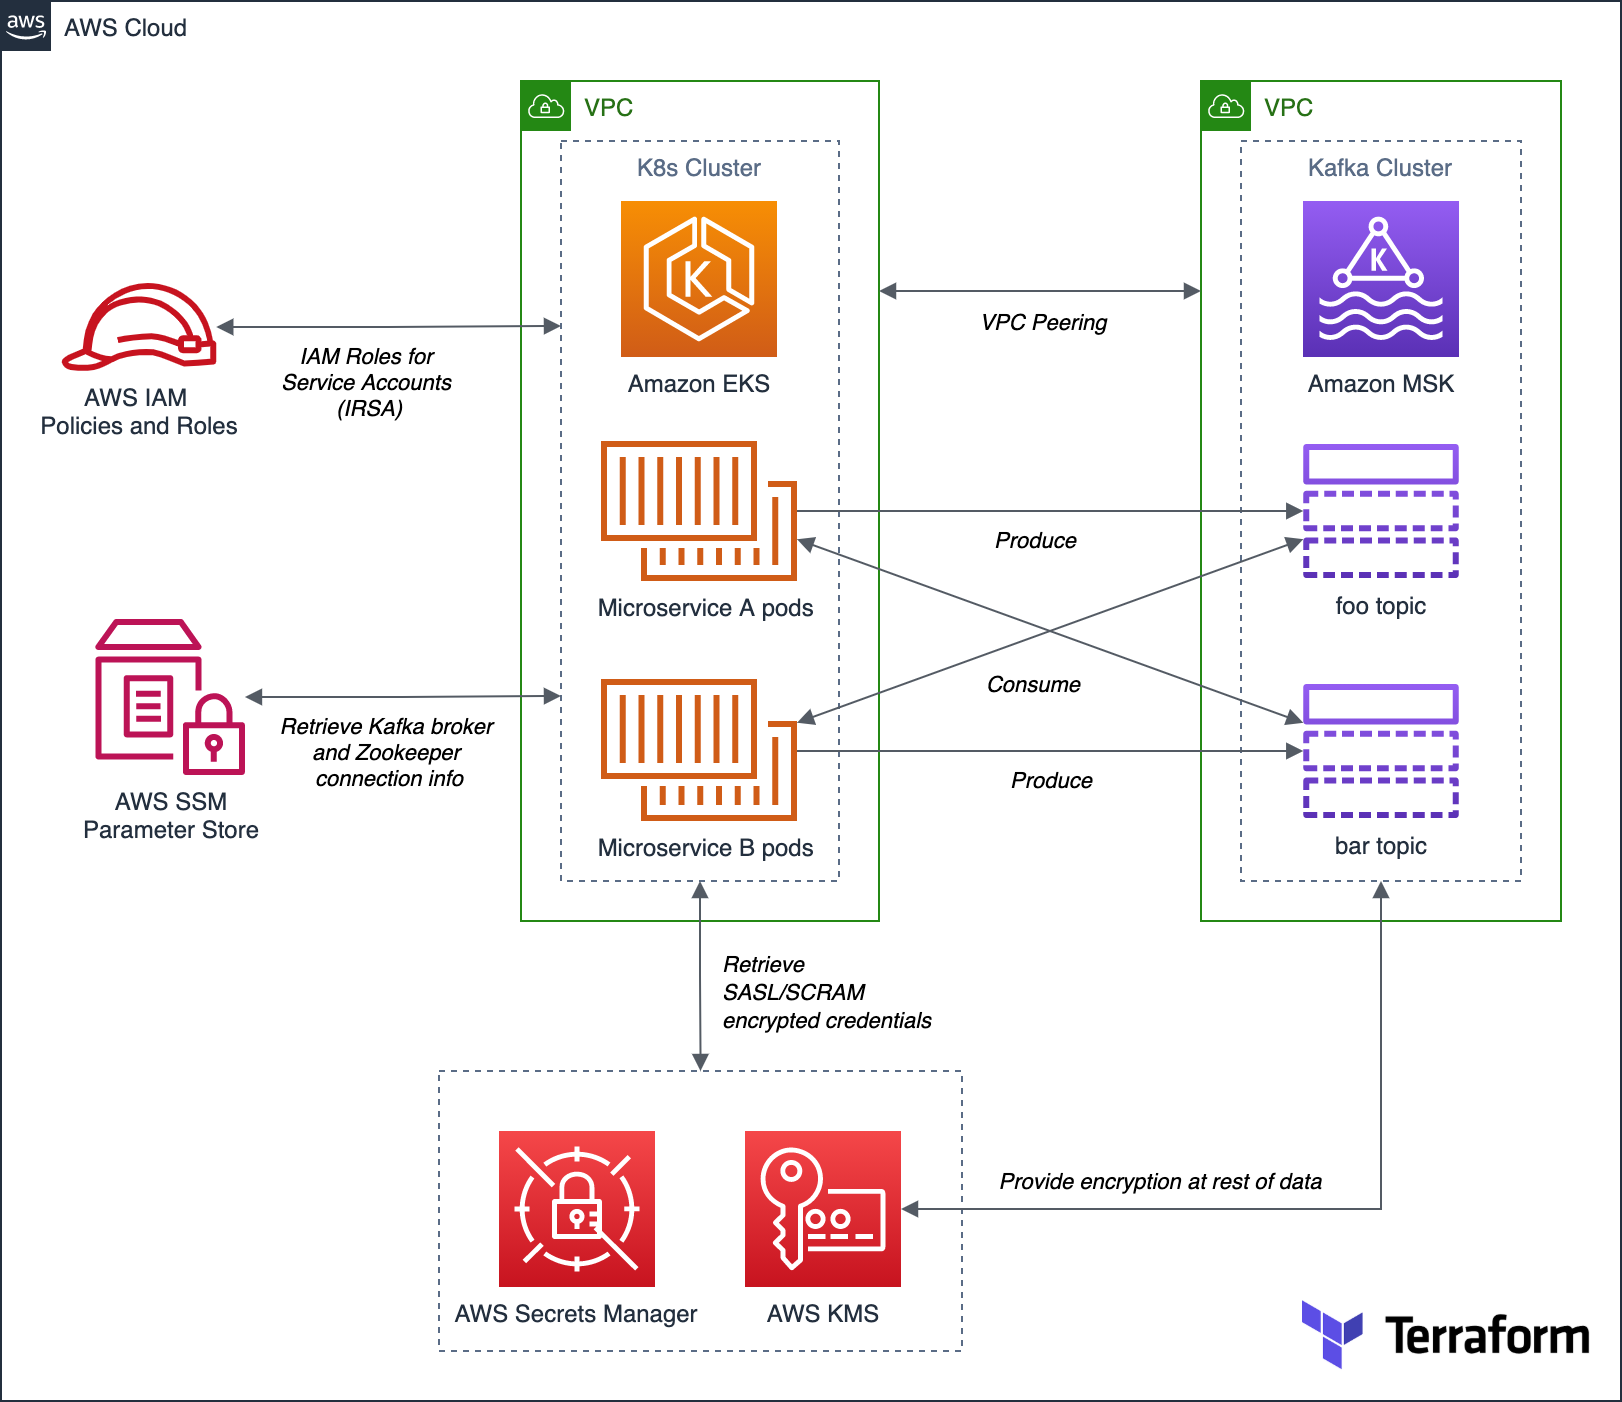 aws
AWS Cloud
VPC
VPC
K8s Cluster
Kafka Cluster
K
K
Amazon EKS
Amazon MSK
VPC Peering
IAM Roles for
Service Accounts
(IRSA)
AWS IAM
Policies and Roles
Produce
Microservice A pods
foo topic
Consume
Retrieve Kafka broker
and Zookeeper
connection info
AWS SSM
Parameter Store
Produce
Microservice B pods
bar topic
Retrieve
SASL/SCRAM
encrypted credentials
Provide encryption at rest of data
AWS Secrets Manager
AWS KMS
Terraform